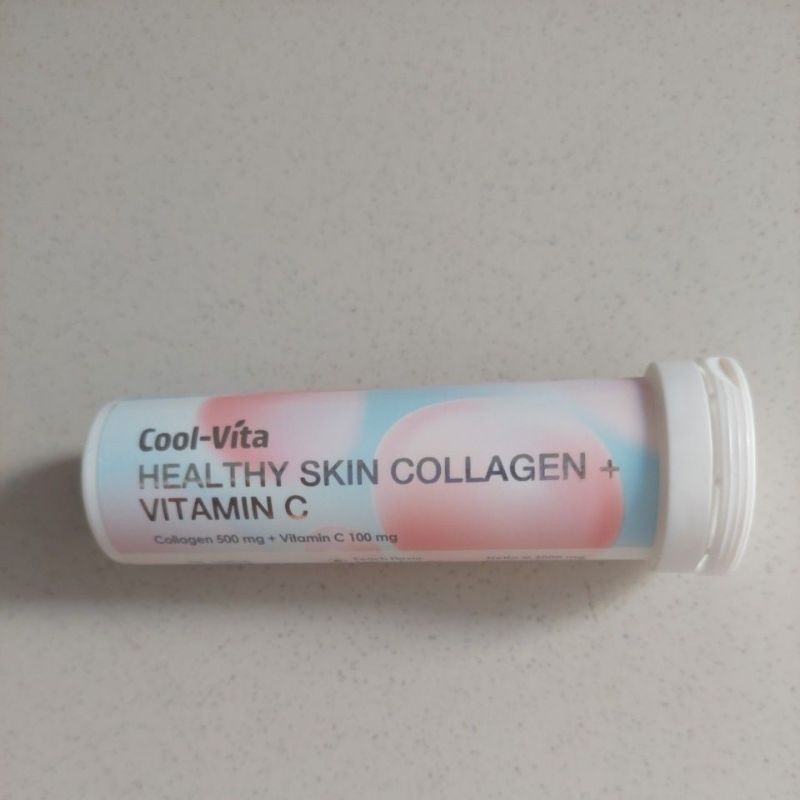 Cool-Vita
HEALTHY SKIN COLLAGEN +
VITAMIN C
Collagen 500 mg + Vitamin C 100 mg